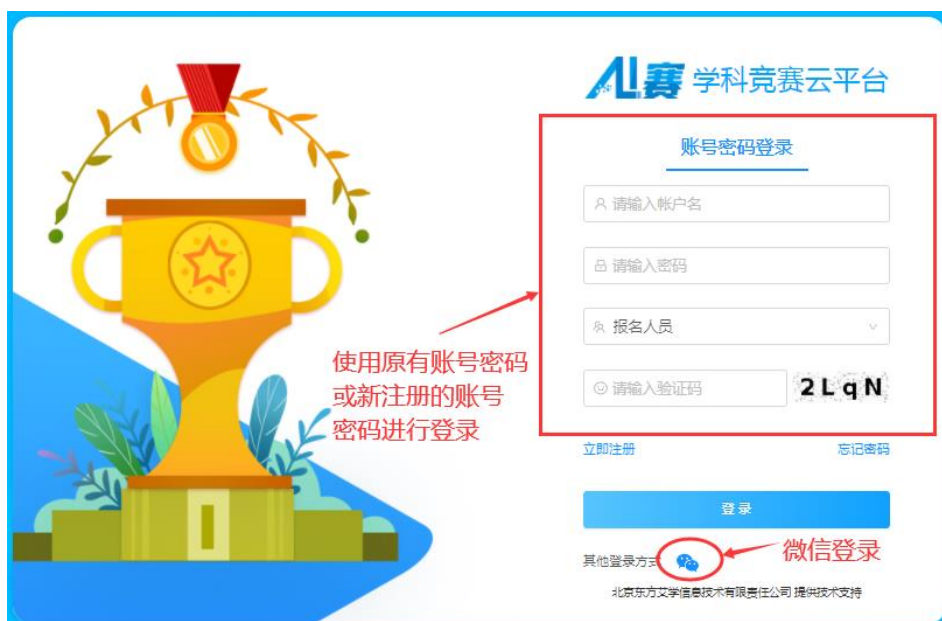 AI赛 学科竞赛云平台
账号密码登录
请输入帐户名
请输入密码
报名人员
使用原有账号密码
或新注册的账号
密码进行登录
请输入验证码 2LqN
立即注册 忘记密码
登录
其他登录方式 微信登录
北京东方艾学信息技术有限责任公司 提供技术支持